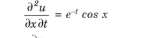 ∂²u/∂x∂t = e⁻ᵗ cos x